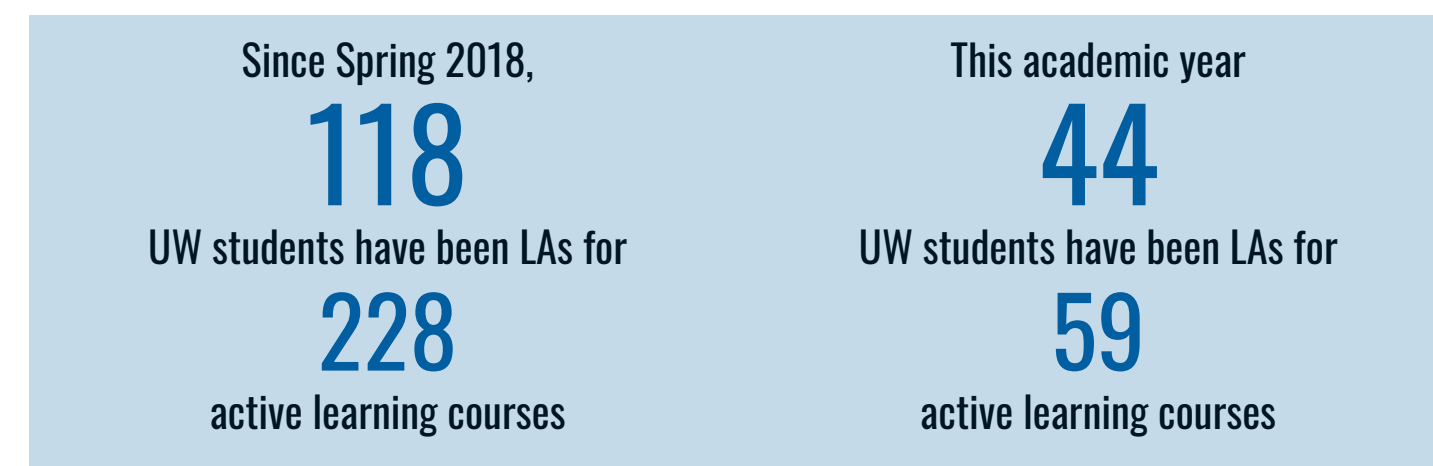 Since Spring 2018,
118
UW students have been LAs for
228
active learning courses
This academic year
44
UW students have been LAs for
59
active learning courses